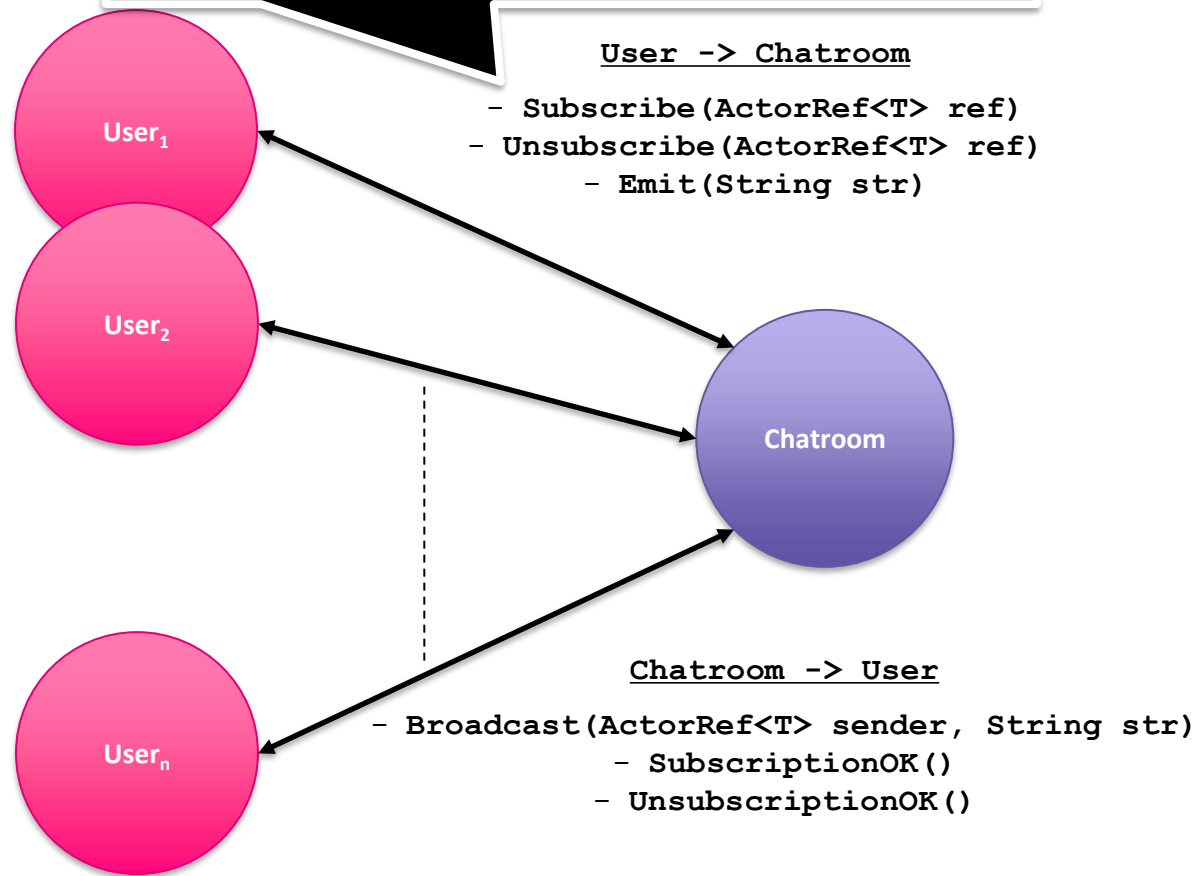 User -> Chatroom
- Subscribe(ActorRef<T> ref)
- Unsubscribe(ActorRef<T> ref)
- Emit(String str)
User1
User2
Chatroom
Chatroom -> User
- Broadcast(ActorRef<T> sender, String str)
- SubscriptionOK()
- UnsubscriptionOK()
Usern